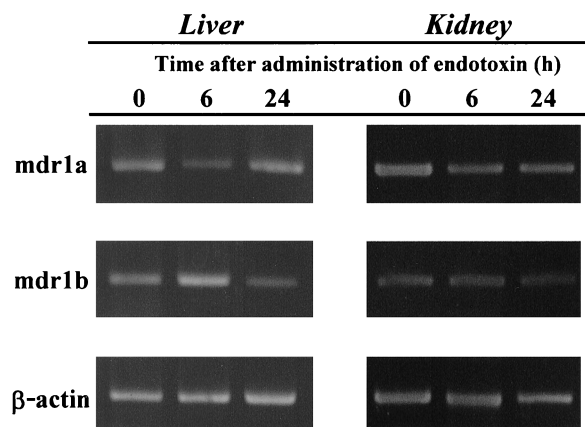 Liver Kidney
Time after administration of endotoxin (h)
0 6 24 0 6 24
mdr1a
mdr1b
β-actin